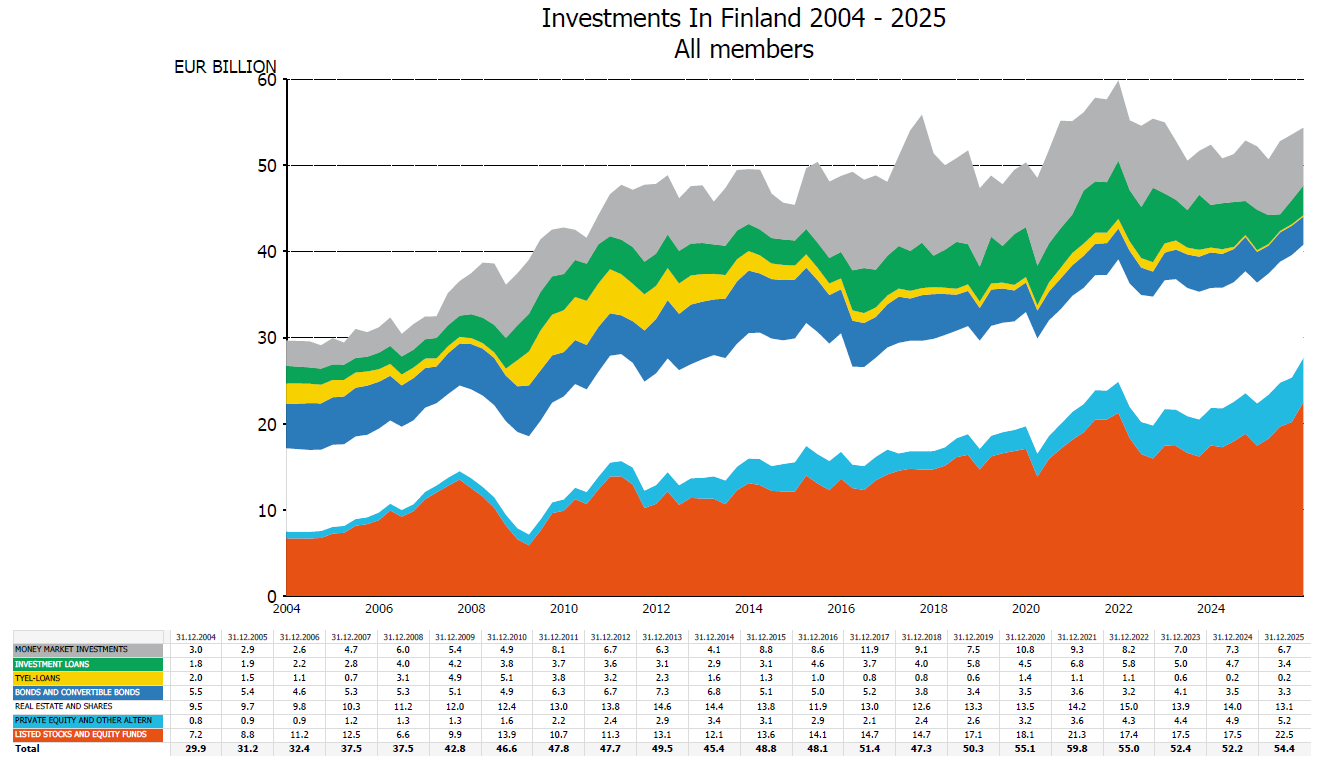 Investments In Finland 2004 - 2025
All members
EUR BILLION
60
50
40
30
20
10
0
2004 2006 2008 2010 2012 2014 2016 2018 2020 2022 2024
31.12.2004 31.12.2005 31.12.2006 31.12.2007 31.12.2008 31.12.2009 31.12.2010 31.12.2011 31.12.2012 31.12.2013 31.12.2014 31.12.2015 31.12.2016 31.12.2017 31.12.2018 31.12.2019 31.12.2020 31.12.2021 31.12.2022 31.12.2023 31.12.2024 31.12.2025
MONEY MARKET INVESTMENTS 3.0 2.9 2.6 4.7 6.0 5.4 4.9 8.1 6.7 6.3 4.1 8.8 8.6 11.9 9.1 7.5 10.8 9.3 8.2 7.0 7.3 6.7
INVESTMENT LOANS 1.8 1.9 2.2 2.8 4.0 4.2 3.8 3.7 3.6 3.1 2.9 3.1 4.6 3.7 4.0 5.8 4.5 6.8 5.8 5.0 4.7 3.4
TYEL-LOANS 2.0 1.5 1.1 0.7 3.1 4.9 5.1 3.8 3.2 2.3 1.6 1.3 1.0 0.8 0.8 0.6 1.4 1.1 1.1 0.6 0.2 0.2
BONDS AND CONVERTIBLE BONDS 5.5 5.4 4.6 5.3 5.3 5.1 4.9 6.3 6.7 7.3 6.8 5.1 5.0 5.2 3.8 3.4 3.5 3.6 3.2 4.1 3.5 3.3
REAL ESTATE AND SHARES 9.5 9.7 9.8 10.3 11.2 12.0 12.4 13.0 13.8 14.6 14.4 13.8 11.9 13.0 12.6 13.3 13.5 14.2 15.0 13.9 14.0 13.1
PRIVATE EQUITY AND OTHER ALTERN 0.8 0.9 0.9 1.2 1.3 1.3 1.6 2.2 2.4 2.9 3.4 3.1 2.9 2.1 2.4 2.6 3.2 3.6 4.3 4.4 4.9 5.2
LISTED STOCKS AND EQUITY FUNDS 7.2 8.8 11.2 12.5 6.6 9.9 13.9 10.7 11.3 13.1 12.1 13.6 14.1 14.7 14.7 17.1 18.1 21.3 17.4 17.5 17.5 22.5
Total 29.9 31.2 32.4 37.5 37.5 42.8 46.6 47.8 47.7 49.5 45.4 48.8 48.1 51.4 47.3 50.3 55.1 59.8 55.0 52.4 52.2 54.4